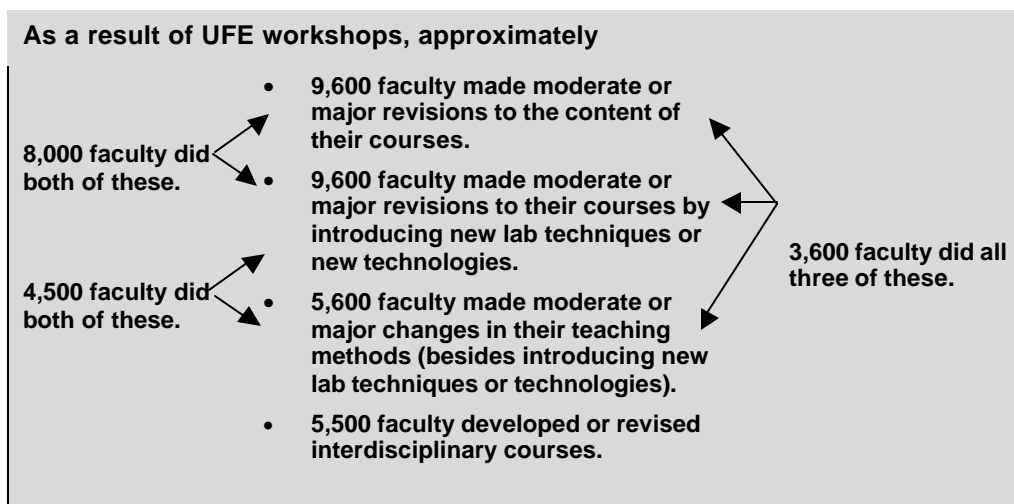 As a result of UFE workshops, approximately
• 9,600 faculty made moderate or
major revisions to the content of
their courses.
8,000 faculty did
both of these.
• 9,600 faculty made moderate or
major revisions to their courses by
introducing new lab techniques or
new technologies.
3,600 faculty did all
three of these.
4,500 faculty did
both of these.
• 5,600 faculty made moderate or
major changes in their teaching
methods (besides introducing new
lab techniques or technologies).
• 5,500 faculty developed or revised
interdisciplinary courses.